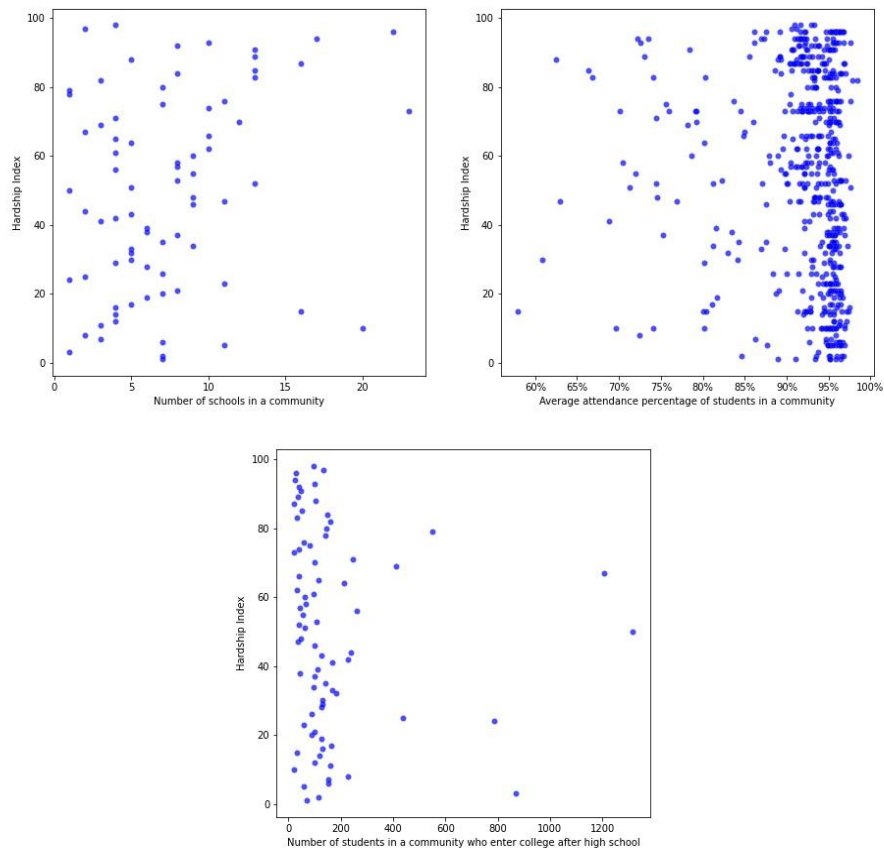 100
80
60
40
20
0
Hardship Index
0 5 10 15 20
Number of schools in a community
100
80
60
40
20
0
Hardship Index
60% 65% 70% 75% 80% 85% 90% 95% 100%
Average attendance percentage of students in a community
100
80
60
40
20
0
Hardship Index
0 200 400 600 800 1000 1200
Number of students in a community who enter college after high school